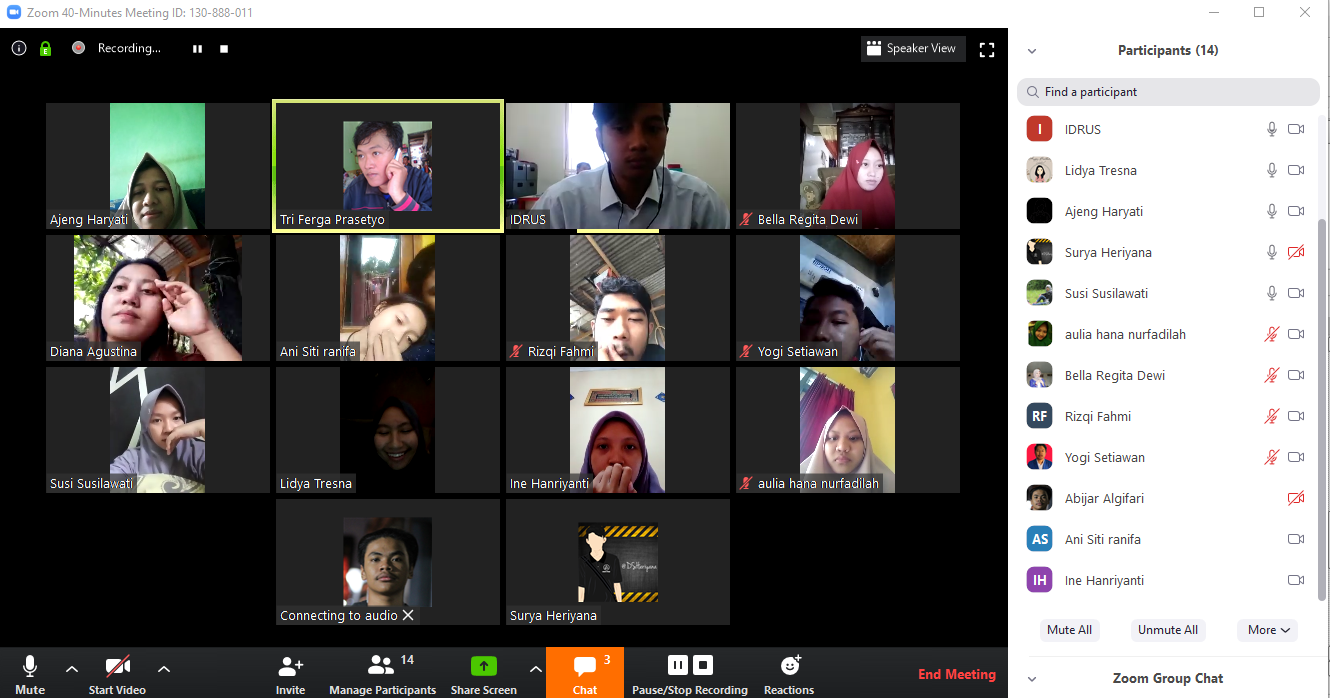 Zoom 40-Minutes Meeting ID: 130-888-011
E
Recording...
Speaker View
Ajeng Haryati
Tri Ferga Prasetyo
IDRUS
Bella Regita Dewi
Diana Agustina
Ani Siti ranifa
Rizqi Fahmi
Yogi Setiawan
Susi Susilawati
Lidya Tresna
Ine Hanriyanti
aulia hana nurfadilah
Connecting to audio
#DSHeriyana
Surya Heriyana
Mute
Start Video
Invite
14
Manage Participants
Share Screen
3
Chat
Pause/Stop Recording
Reactions
End Meeting
Participants (14)
Find a participant
I
IDRUS
Lidya Tresna
Ajeng Haryati
Surya Heriyana
Susi Susilawati
aulia hana nurfadilah
Bella Regita Dewi
RF
Rizqi Fahmi
Yogi Setiawan
Abijar Algifari
AS
Ani Siti ranifa
IH
Ine Hanriyanti
Mute All
Unmute All
More
Zoom Group Chat